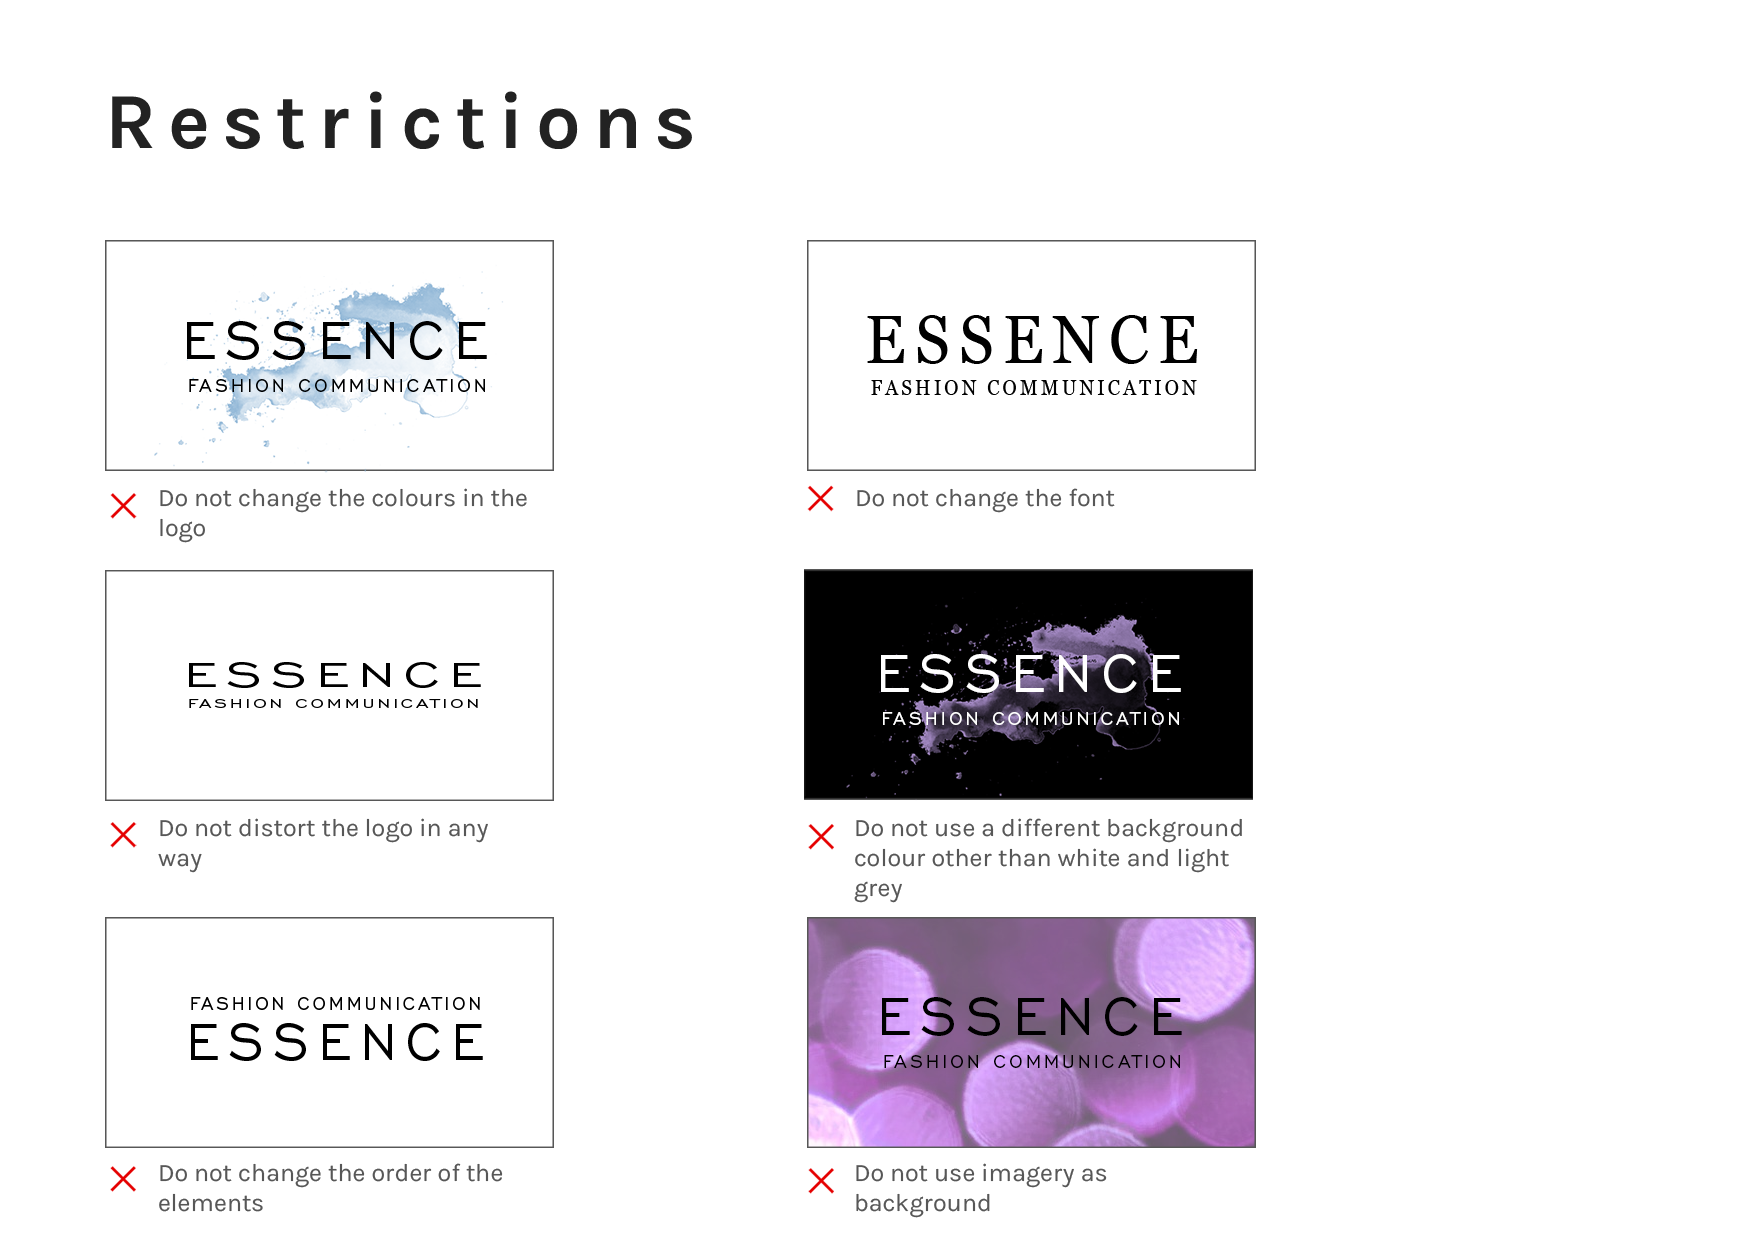 Restrictions
ESSENCE
FASHION COMMUNICATION
Do not change the colours in the
logo
ESSENCE
FASHION COMMUNICATION
Do not change the font
ESSENCE
FASHION COMMUNICATION
Do not distort the logo in any
way
ESSENCE
FASHION COMMUNICATION
Do not use a different background
colour other than white and light
grey
FASHION COMMUNICATION
ESSENCE
Do not change the order of the
elements
ESSENCE
FASHION COMMUNICATION
Do not use imagery as
background